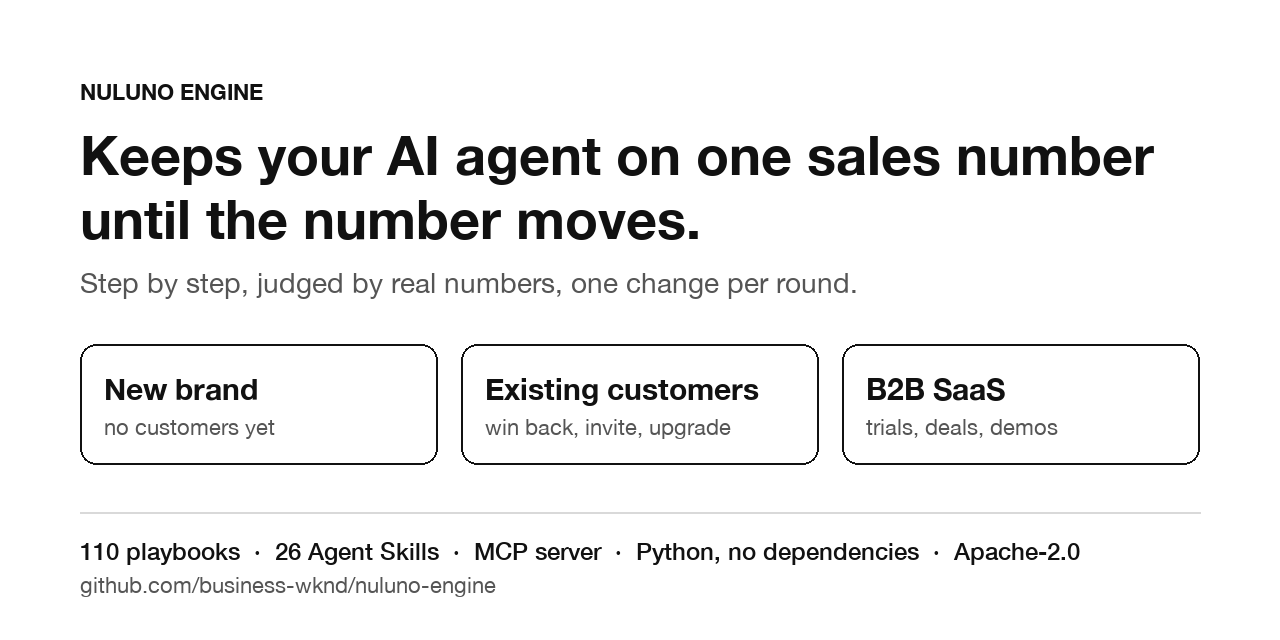 NULUNO ENGINE
Keeps your AI agent on one sales number
until the number moves.
Step by step, judged by real numbers, one change per round.
New brand
no customers yet
Existing customers
win back, invite, upgrade
B2B SaaS
trials, deals, demos
110 playbooks · 26 Agent Skills · MCP server · Python, no dependencies · Apache-2.0
github.com/business-wknd/nuluno-engine